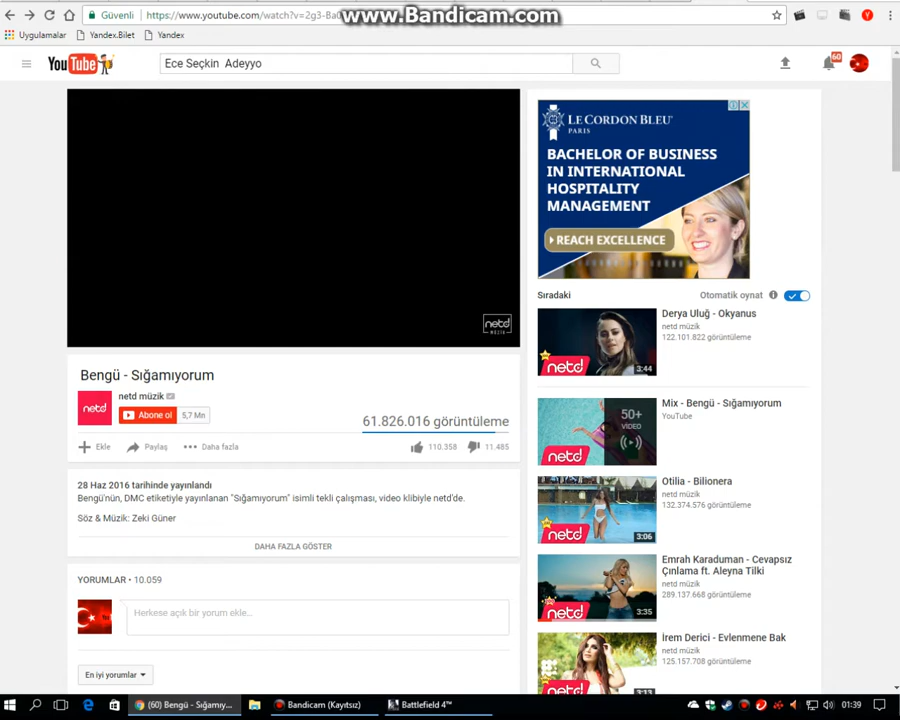 www.Bandicam.com
Güvenli
https://www.youtube.com/watch?v=2g3-Ba
Uygulamalar
Yandex.Bilet
Yandex
YouTube
Ece Seçkin Adeyyo
60
LE CORDON BLEU
PARIS
BACHELOR OF BUSINESS
IN INTERNATIONAL
HOSPITALITY
MANAGEMENT
REACH EXCELLENCE
netd
MÜZİK
Sıradaki
Otomatik oynat
Bengü - Sığamıyorum
netd
netd müzik
Abone ol
5,7 Mn
61.826.016 görüntüleme
Ekle
Paylaş
Daha fazla
110.358
11.485
28 Haz 2016 tarihinde yayınlandı
Bengü'nün, DMC etiketiyle yayınlanan "Sığamıyorum" isimli tekli çalışması, video klibiyle netd'de.
Söz & Müzik: Zeki Güner
DAHA FAZLA GÖSTER
YORUMLAR • 10.059
Herkese açık bir yorum ekle...
En iyi yorumlar
netd
3:44
Derya Uluğ - Okyanus
netd müzik
122.101.822 görüntüleme
netd
50+
VIDEO
Mix - Bengü - Sığamıyorum
YouTube
netd
3:06
Otilia - Bilionera
netd müzik
132.374.576 görüntüleme
netd
3:35
Emrah Karaduman - Cevapsız
Çınlama ft. Aleyna Tilki
netd müzik
289.137.668 görüntüleme
netd
3:13
İrem Derici - Evlenmene Bak
netd müzik
125.157.708 görüntüleme
(60) Bengü - Sığamıy...
Bandicam (Kayıtsız)
Battlefield 4™
01:39